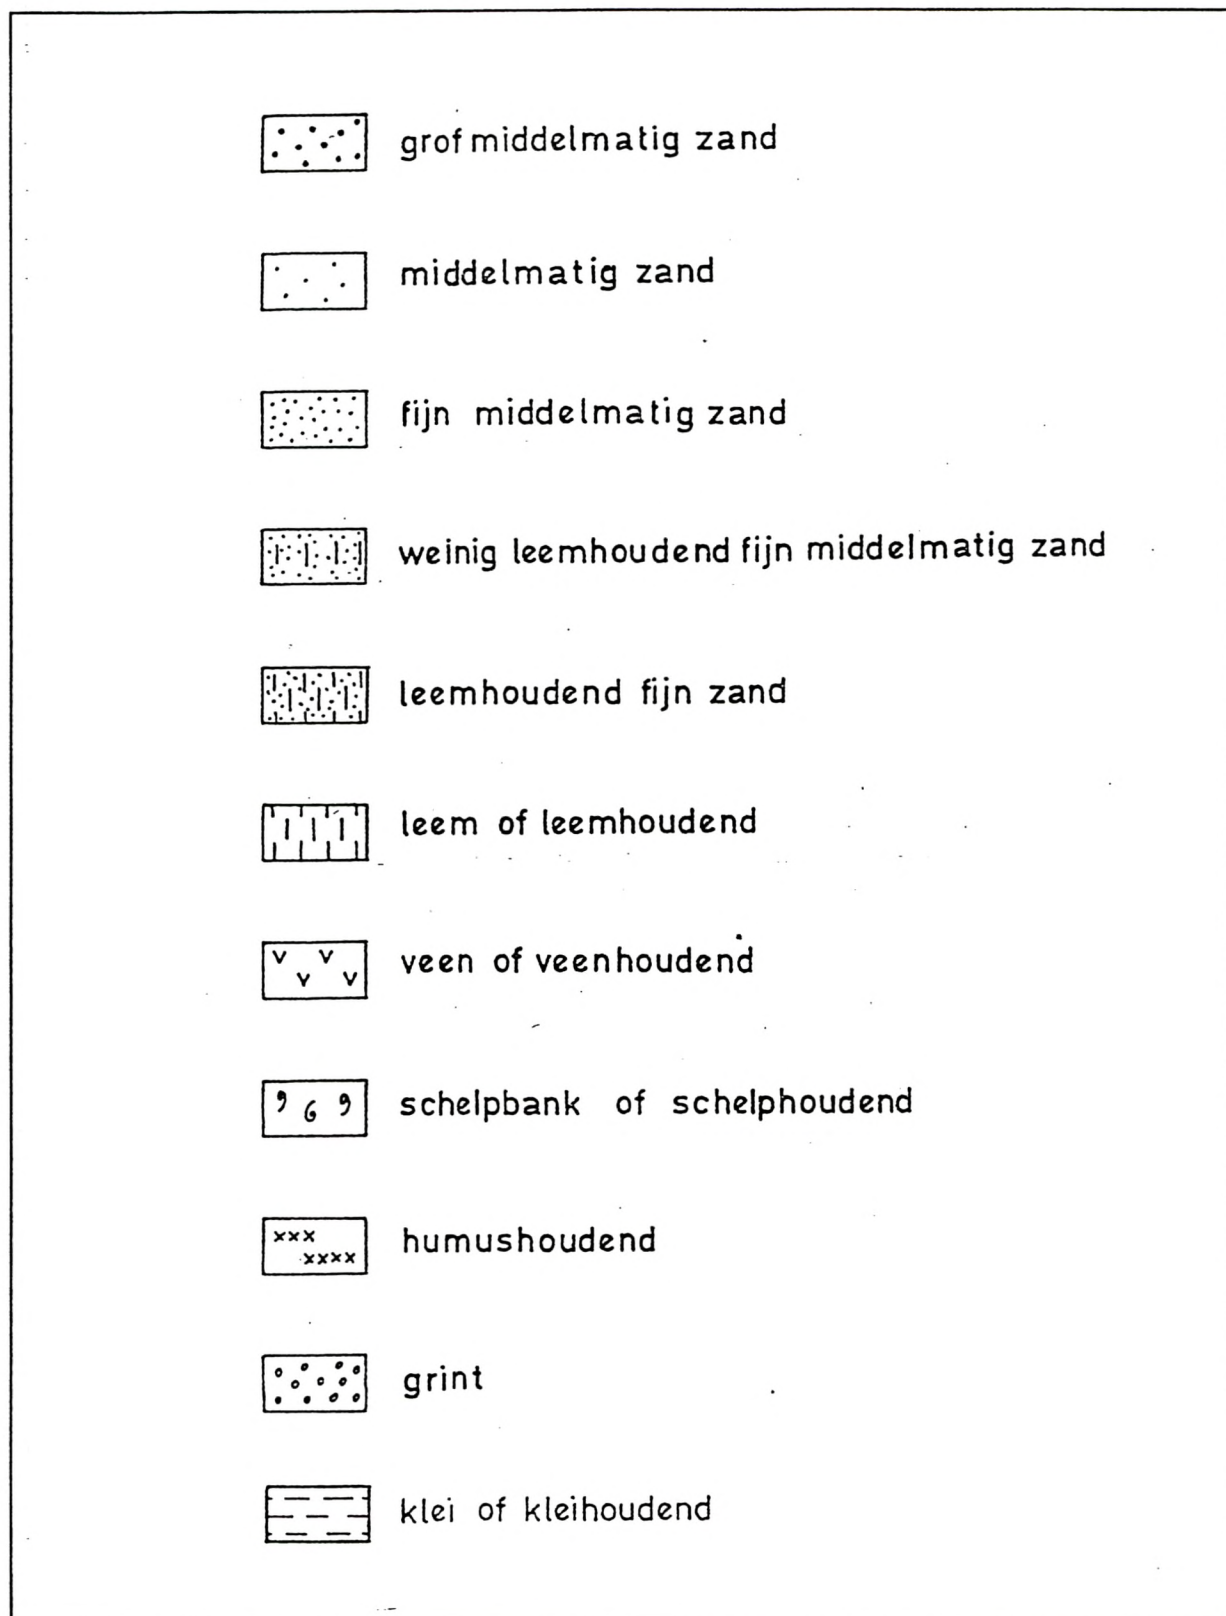 grof middelmatig zand
middelmatig zand
fijn middelmatig zand
weinig leemhoudend fijn middelmatig zand
leemhoudend fijn zand
leem of leemhoudend
veen of veenhoudend
schelpbank of schelphoudend
humushoudend
grint
klei of kleihoudend